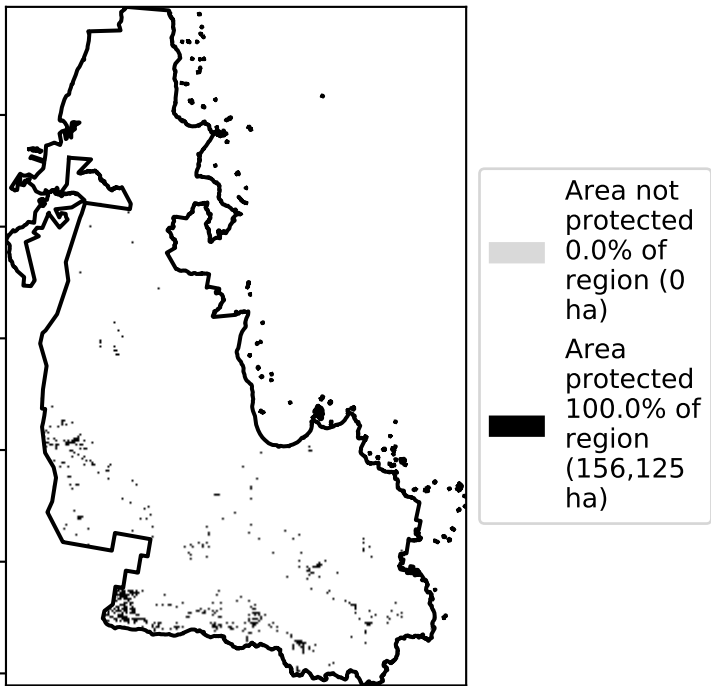 Area not
protected
0.0% of
region (0
ha)
Area
protected
100.0% of
region
(156,125
ha)